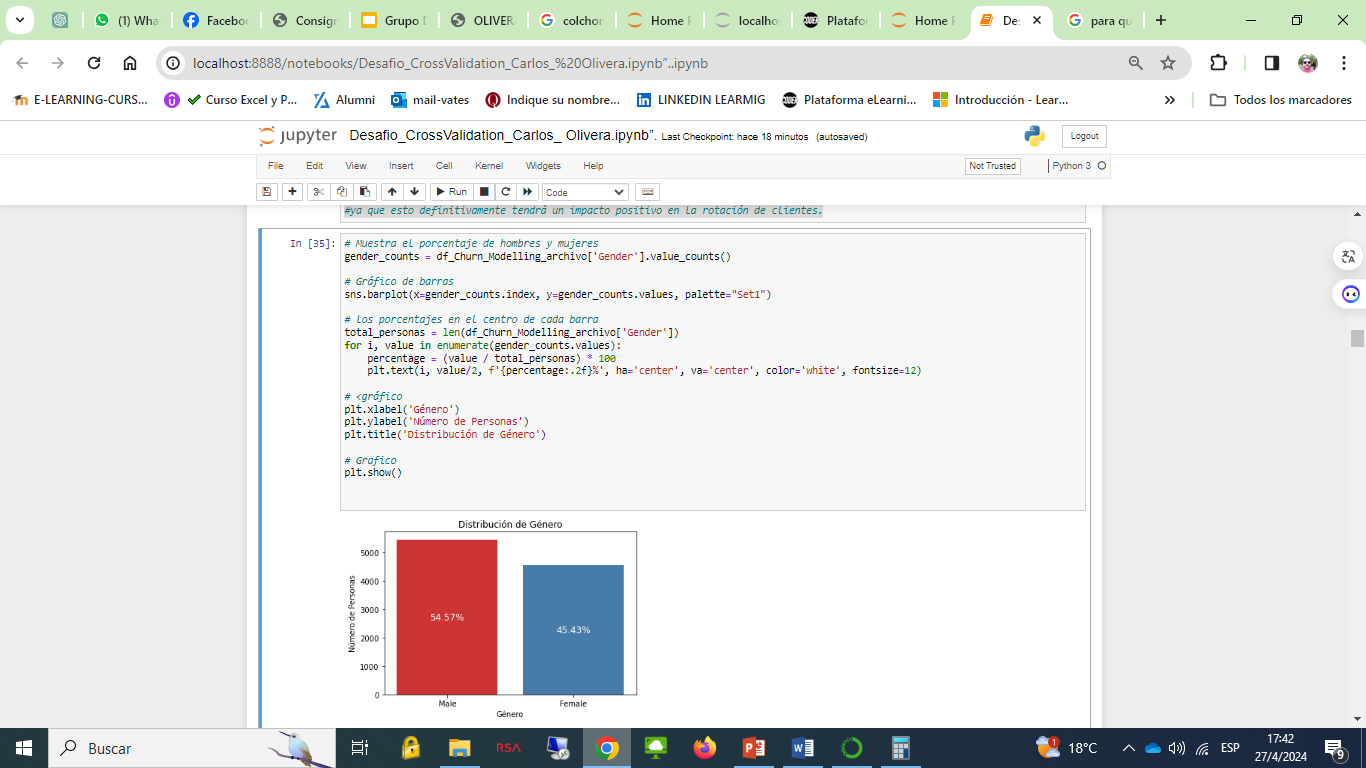 (1) Wha
Facebo
Consign
Grupo D
OLIVERA
colchon
Home P
localhos
Platafor
Home P
Des
para qu
localhost:8888/notebooks/Desafio_CrossValidation_Carlos_%20Olivera.ipynb”..ipynb
E-LEARNING-CURS...
Curso Excel y P...
Alumni
mail-vates
Indique su nombre...
LINKEDIN LEARMIG
Plataforma eLearni...
Introducción - Lear...
Todos los marcadores
jupyter Desafio_CrossValidation_Carlos_ Olivera.ipynb”. Last Checkpoint: hace 18 minutos (autosaved)
Logout
File Edit View Insert Cell Kernel Widgets Help
Not Trusted
Python 3
Run
Code
#ya que esto definitivamente tendrá un impacto positivo en la rotación de clientes.
In [35]:
# Muestra el porcentaje de hombres y mujeres
gender_counts = df_Churn_Modelling_archivo['Gender'].value_counts()
# Gráfico de barras
sns.barplot(x=gender_counts.index, y=gender_counts.values, palette="Set1")
# Los porcentajes en el centro de cada barra
total_personas = len(df_Churn_Modelling_archivo['Gender'])
for i, value in enumerate(gender_counts.values):
percentage = (value / total_personas) * 100
plt.text(i, value/2, f'{percentage:.2f}%', ha='center', va='center', color='white', fontsize=12)
# <gráfico
plt.xlabel('Género')
plt.ylabel('Número de Personas')
plt.title('Distribución de Género')
# Grafico
plt.show()
Distribución de Género
Número de Personas
5000
4000
3000
2000
1000
0
54.57%
45.43%
Male
Female
Género
Buscar
RSA
1
18°C
ESP
17:42
27/4/2024
9